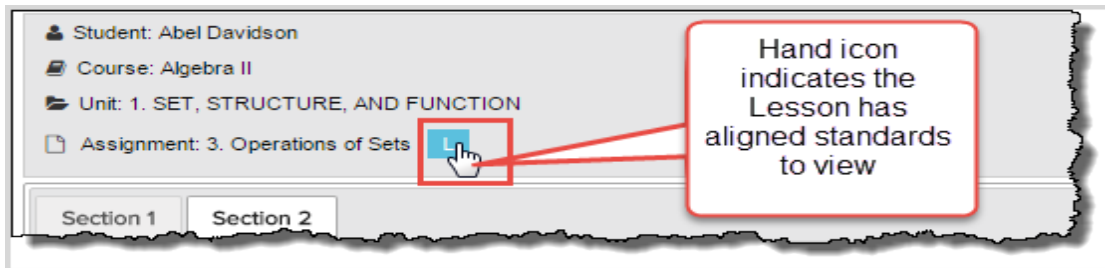 Student: Abel Davidson
Course: Algebra II
Unit: 1. SET, STRUCTURE, AND FUNCTION
Assignment: 3. Operations of Sets L
Hand icon
indicates the
Lesson has
aligned standards
to view
Section 1 Section 2